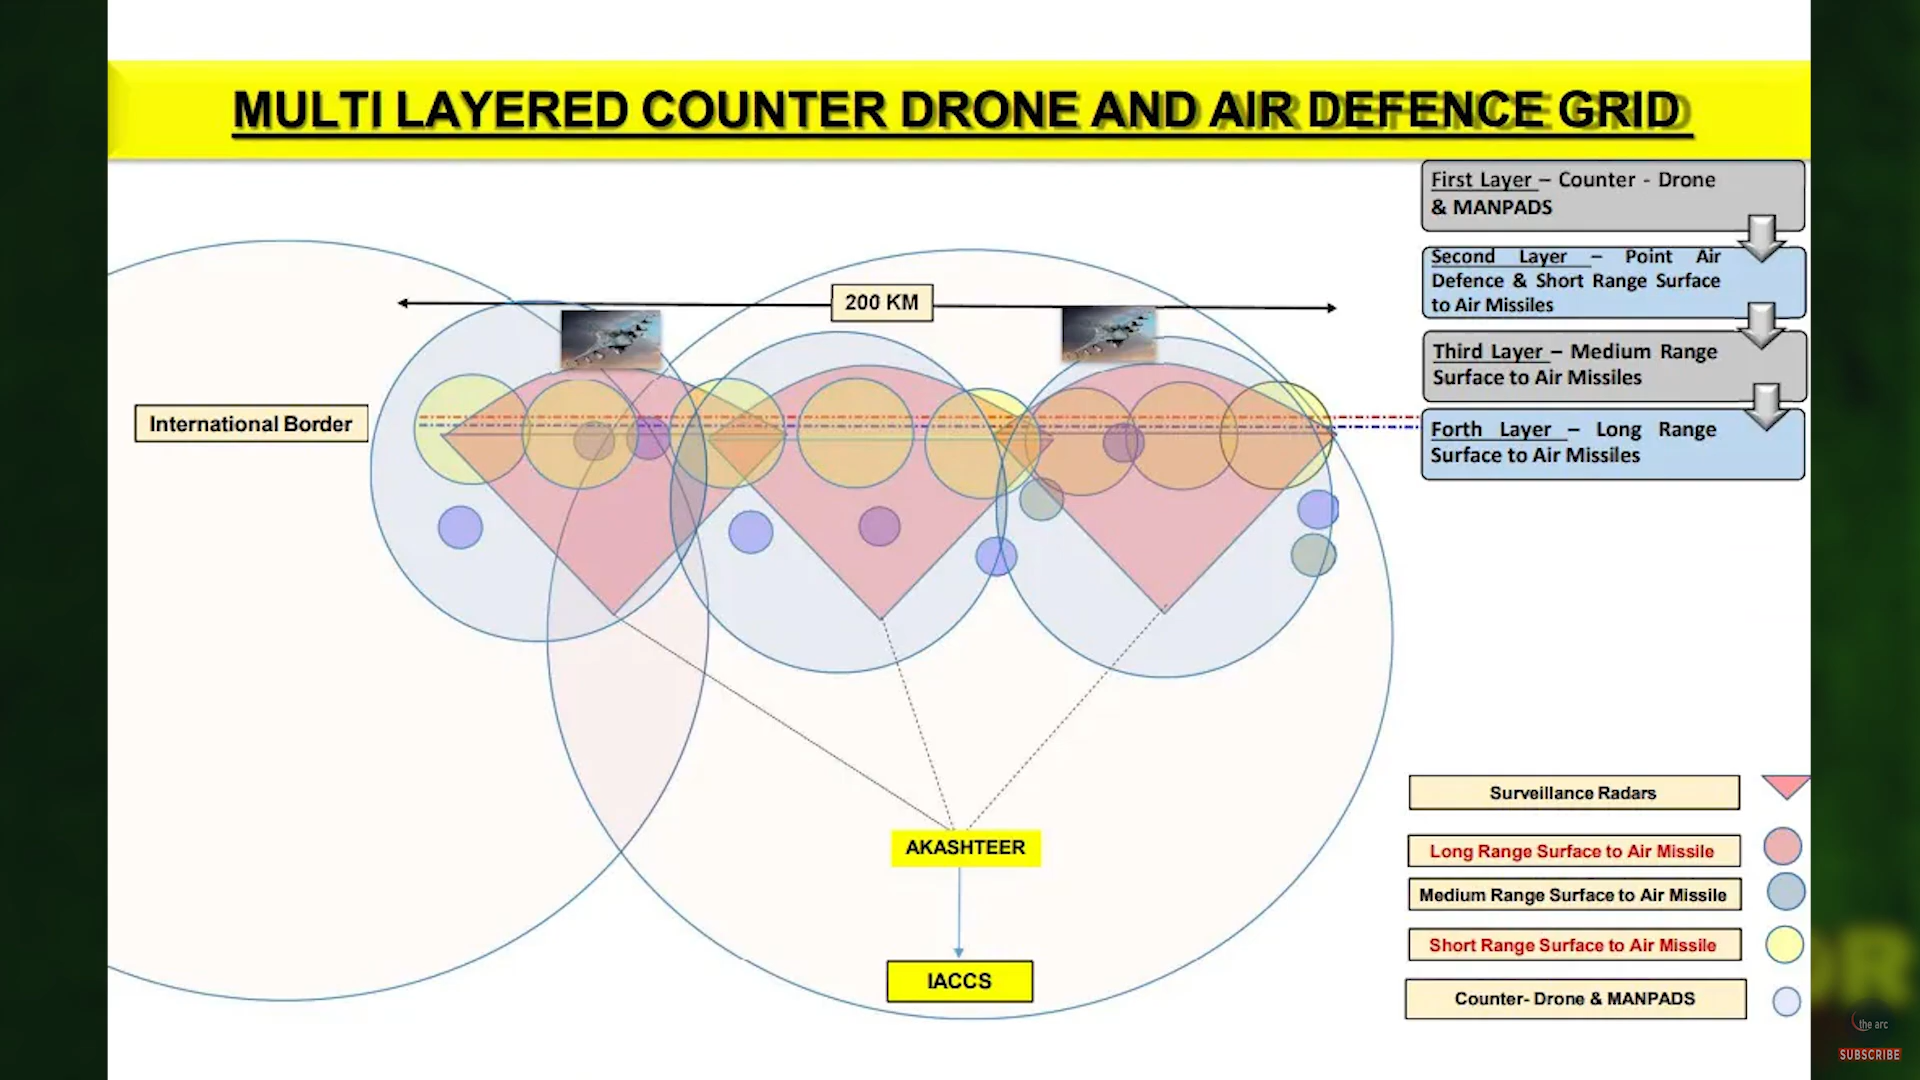 MULTI LAYERED COUNTER DRONE AND AIR DEFENCE GRID
First Layer – Counter - Drone
& MANPADS
Second Layer – Point Air
Defence & Short Range Surface
to Air Missiles
Third Layer – Medium Range
Surface to Air Missiles
Forth Layer – Long Range
Surface to Air Missiles
200 KM
International Border
AKASHTEER
IACCS
Surveillance Radars
Long Range Surface to Air Missile
Medium Range Surface to Air Missile
Short Range Surface to Air Missile
Counter- Drone & MANPADS
the arc
SUBSCRIBE